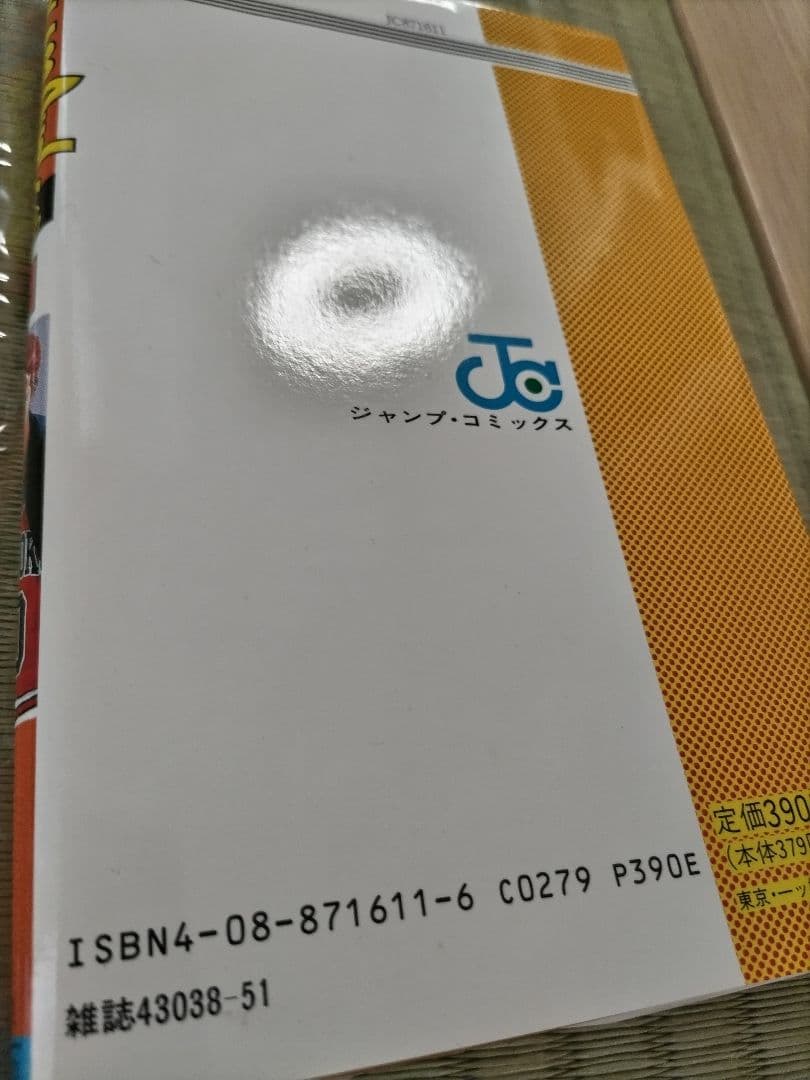 ジャンプ・コミックス
定価390
(本体379
東京・一ッ
ISBN4-08-871611-6 C0279 P390E
雑誌43038-51